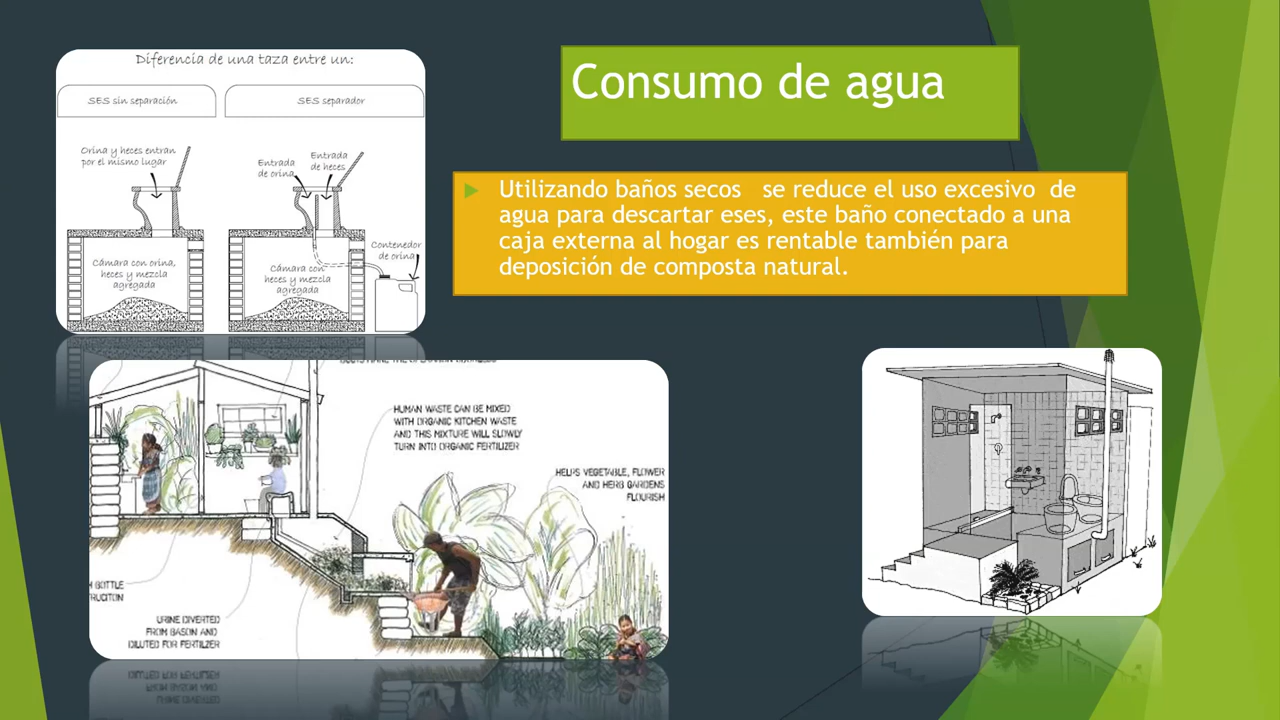 Diferencia de una taza entre un:
SES sin separación
SES separador
Orina y heces entran
por el mismo lugar
Entrada
de orina
Entrada
de heces
Contenedor
de orina
Cámara con orina,
heces y mezcla
agregada
Cámara con
heces y mezcla
agregada
Consumo de agua
Utilizando baños secos se reduce el uso excesivo de
agua para descartar eses, este baño conectado a una
caja externa al hogar es rentable también para
deposición de composta natural.
HUMAN WASTE CAN BE MIXED
WITH ORGANIC KITCHEN WASTE
AND THIS MIXTURE WILL SLOWLY
TURN INTO ORGANIC FERTILIZER
HELPS VEGETABLE, FLOWER
AND HERB GARDENS
FLOURISH
BOTTLE
URINE DIVERTED
FROM BASON AND
DILUTED FOR FERTILZER